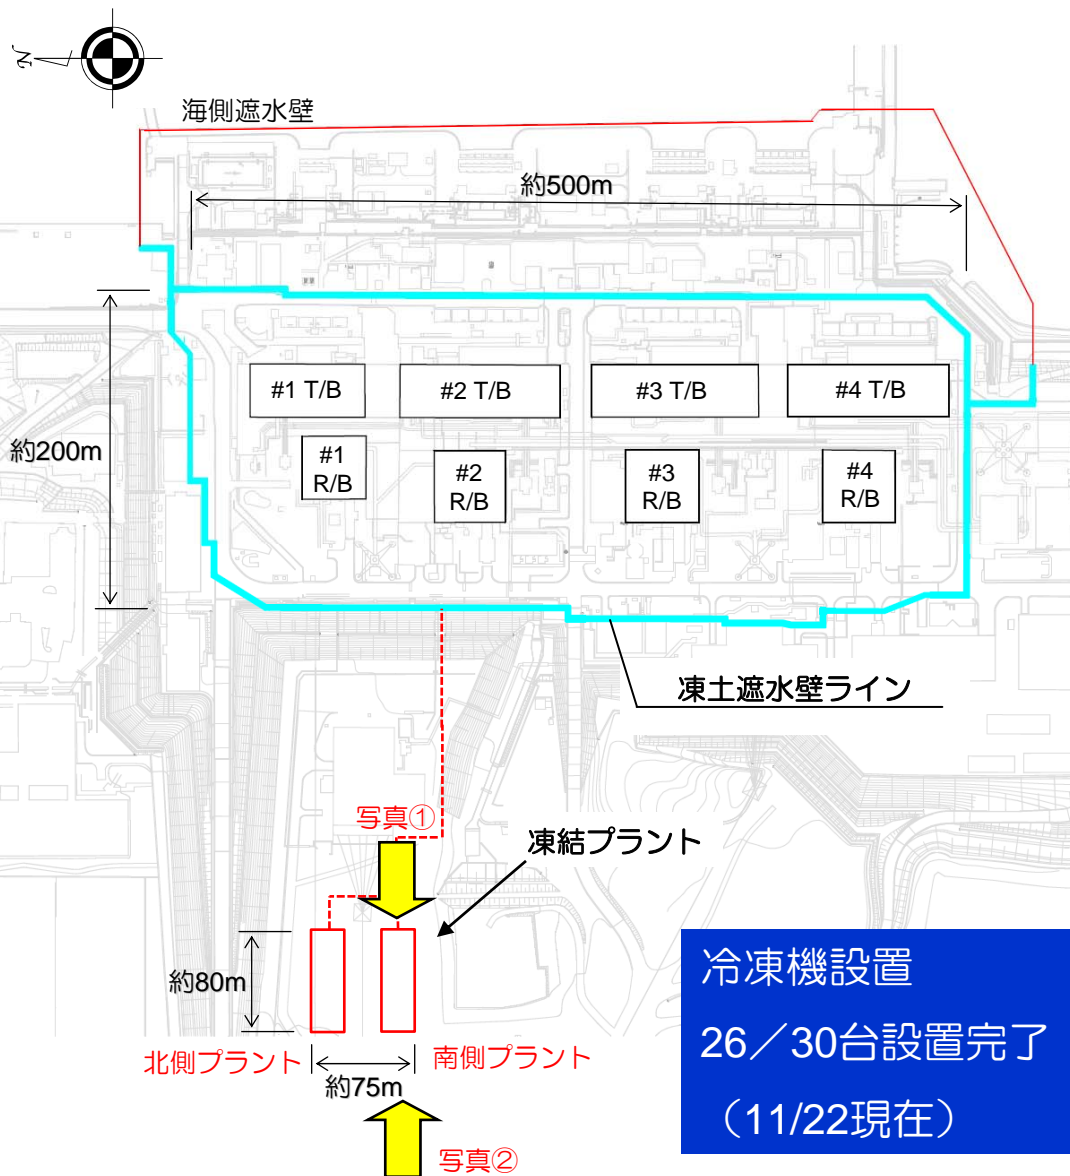 N
海側遮水壁
約500m
#1 T/B
#2 T/B
#3 T/B
#4 T/B
約200m
#1
R/B
#2
R/B
#3
R/B
#4
R/B
凍土遮水壁ライン
写真①
凍結プラント
約80m
北側プラント
南側プラント
約75m
写真②
冷凍機設置
26／30台設置完了
（11/22現在）